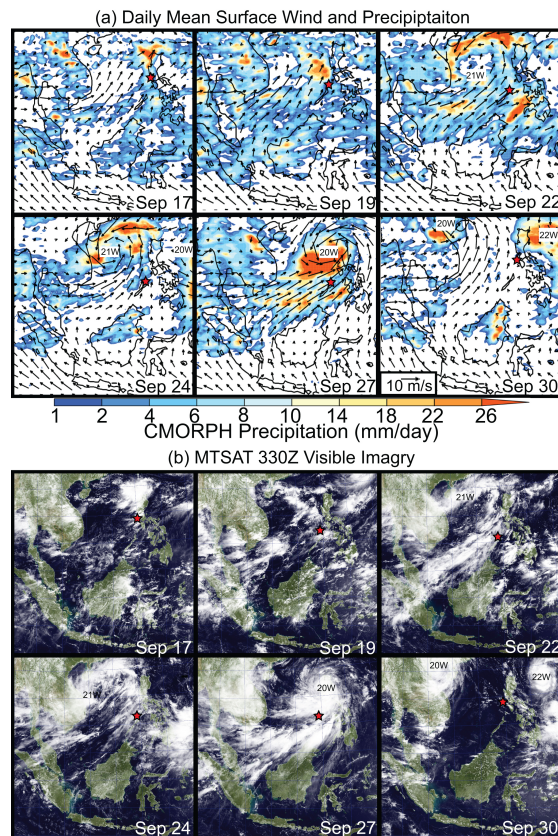 (a) Daily Mean Surface Wind and Precipiptaiton
21W
Sep 17
Sep 19
Sep 22
21W
20W
20W
20W
22W
Sep 24
Sep 27
10 m/s
Sep 30
1 2 4 6 8 10 14 18 22 26
CMORPH Precipitation (mm/day)
(b) MTSAT 330Z Visible Imagry
21W
Sep 17
Sep 19
Sep 22
21W
20W
20W
22W
Sep 24
Sep 27
Sep 30